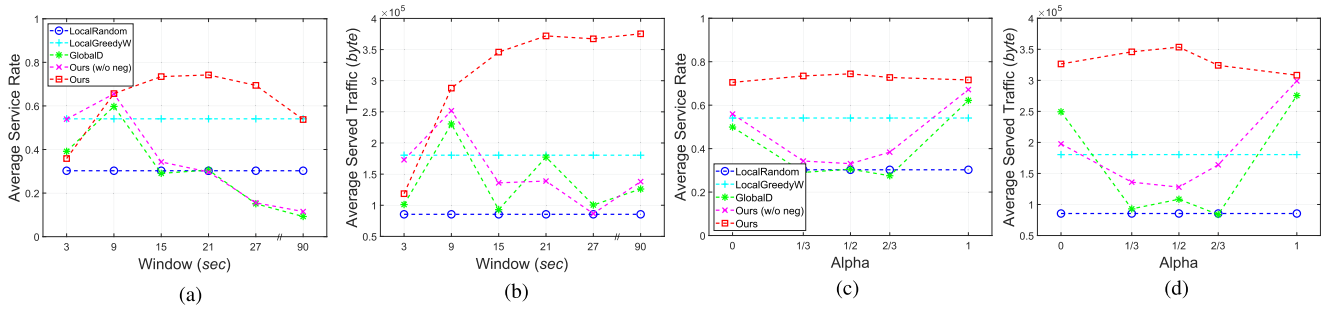 Average Service Rate
1
0.8
0.6
0.4
0.2
0
LocalRandom
LocalGreedyW
GlobalD
Ours (w/o neg)
Ours
3 9 15 21 27 // 90
Window (sec)
(a)
×10⁵
Average Served Traffic (byte)
4
3.5
3
2.5
2
1.5
1
0.5
3 9 15 21 27 // 90
Window (sec)
(b)
Average Service Rate
1
0.8
0.6
0.4
0.2
0
LocalRandom
LocalGreedyW
GlobalD
Ours (w/o neg)
Ours
0 1/3 1/2 2/3 1
Alpha
(c)
×10⁵
Average Served Traffic (byte)
4
3.5
3
2.5
2
1.5
1
0.5
0 1/3 1/2 2/3 1
Alpha
(d)